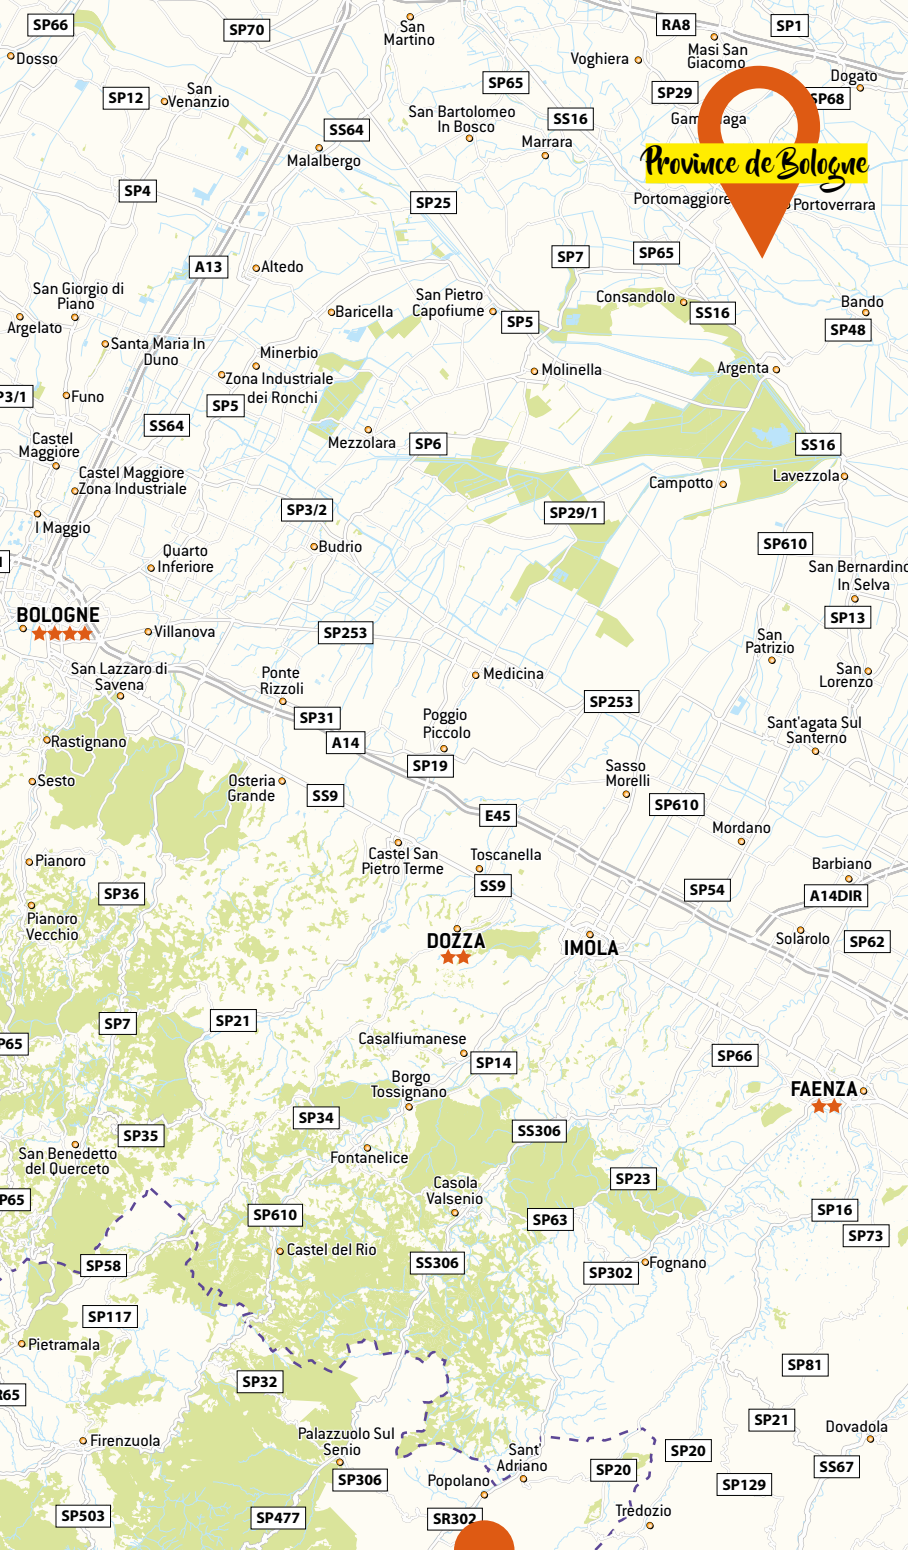 SP66
SP70
San
Martino
RA8
SP1
Dosso
Voghiera
Masi San
Giacomo
SP12
San
Venanzio
SP65
SP29
Dogato
SP68
San Bartolomeo
In Bosco
SS16
SS64
Malalbergo
Marrara
Province de Bologne
SP4
SP25
Portomaggiore
Portoverrara
A13
Altedo
SP7
SP65
San Giorgio di
Piano
Argelato
Baricella
San Pietro
Capofiume
SP5
Consandolo
SS16
Bando
SP48
Santa Maria In
Duno
Minerbio
Zona Industriale
dei Ronchi
Molinella
Argenta
P3/1
Funo
SP5
SS64
Castel
Maggiore
Mezzolara
SP6
SS16
Castel Maggiore
Zona Industriale
Campotto
Lavezzola
I Maggio
SP3/2
SP29/1
Quarto
Inferiore
Budrio
SP610
San Bernardino
In Selva
BOLOGNE
Villanova
SP253
SP13
San Lazzaro di
Savena
Ponte
Rizzoli
Medicina
San
Patrizio
San
Lorenzo
SP253
SP31
A14
Poggio
Piccolo
Sant'agata Sul
Santerno
Rastignano
SP19
Sesto
Osteria
Grande
SS9
Sasso
Morelli
SP610
E45
Mordano
Pianoro
Castel San
Pietro Terme
Toscanella
SS9
Barbiano
SP36
SP54
A14DIR
Pianoro
Vecchio
DOZZA
IMOLA
Solarolo
SP62
SP7
SP21
P65
Casalfiumanese
SP14
SP66
Borgo
Tossignano
FAENZA
SP34
SP35
SS306
San Benedetto
del Querceto
Fontanelice
SP23
P65
Casola
Valsenio
SP610
SP63
SP16
SP73
SP58
Castel del Rio
SS306
SP302
Fognano
SP117
Pietramala
SP81
R65
SP32
SP21
Firenzuola
Palazzuolo Sul
Senio
SP306
Sant'
Adriano
Popolano
SP20
SP20
Dovadola
SS67
SP129
SP503
SP477
SR302
Tredozio